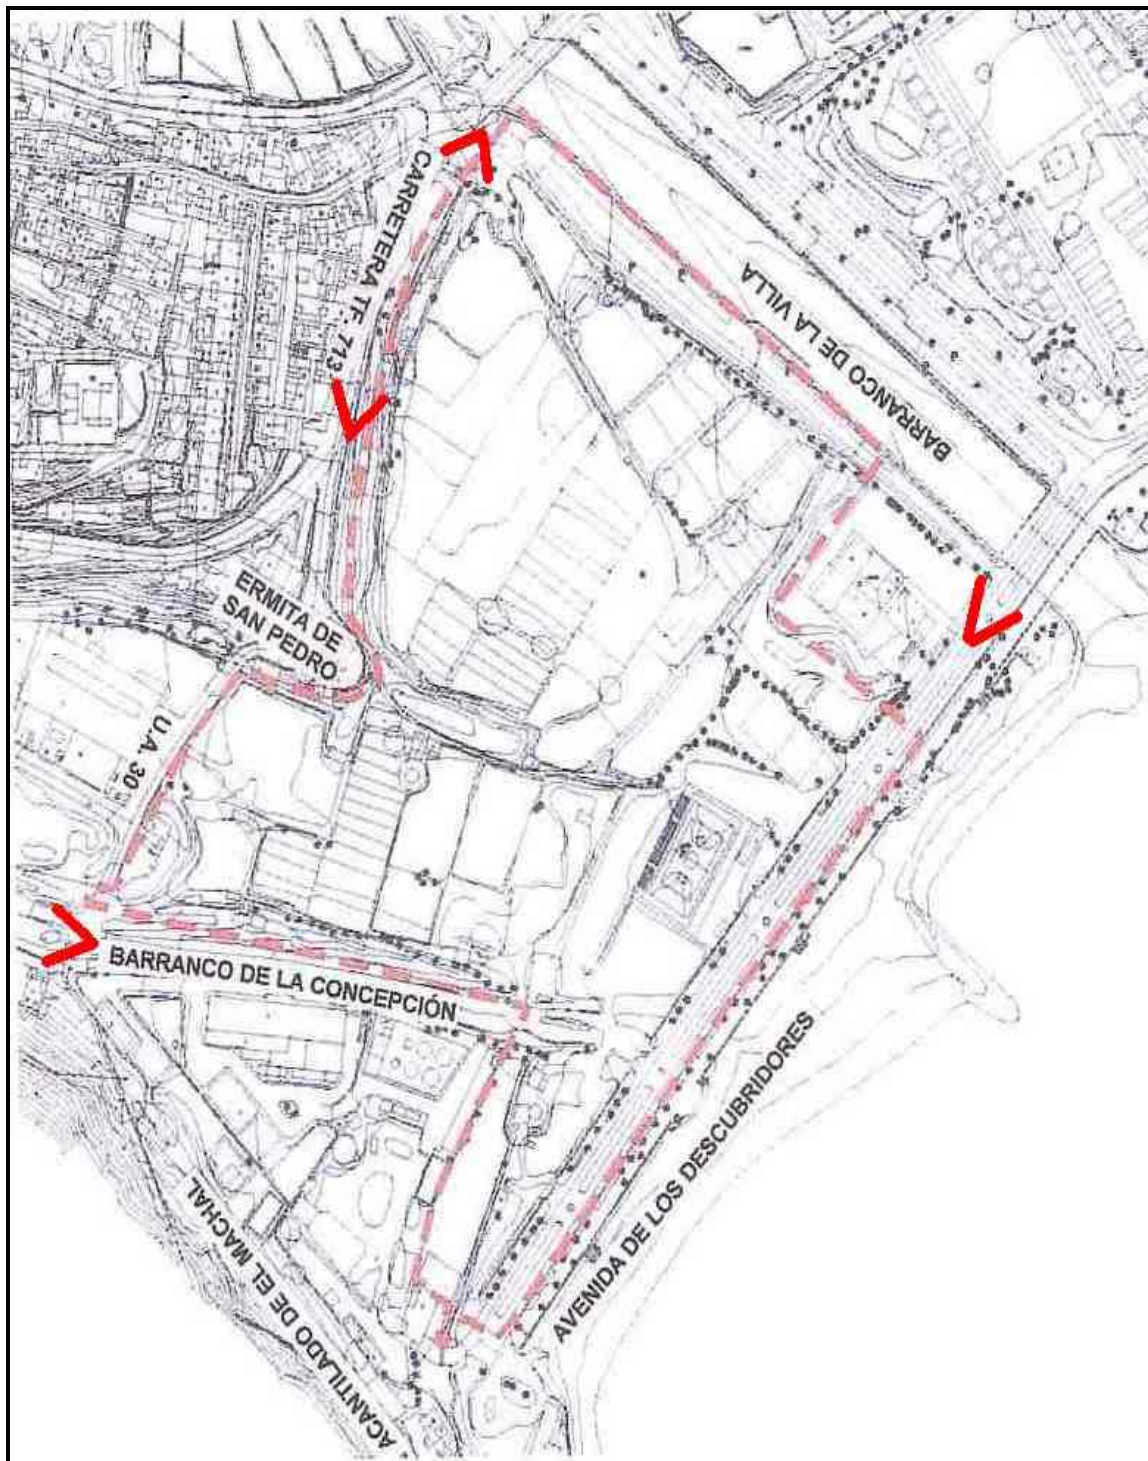 CARRETERA TF. 713
BARRANCO DE LA VILLA
ERMITA DE
SAN PEDRO
U.A. 30
BARRANCO DE LA CONCEPCIÓN
AVENIDA DE LOS DESCUBRIDORES
ACANTILADO DE EL MACHAL